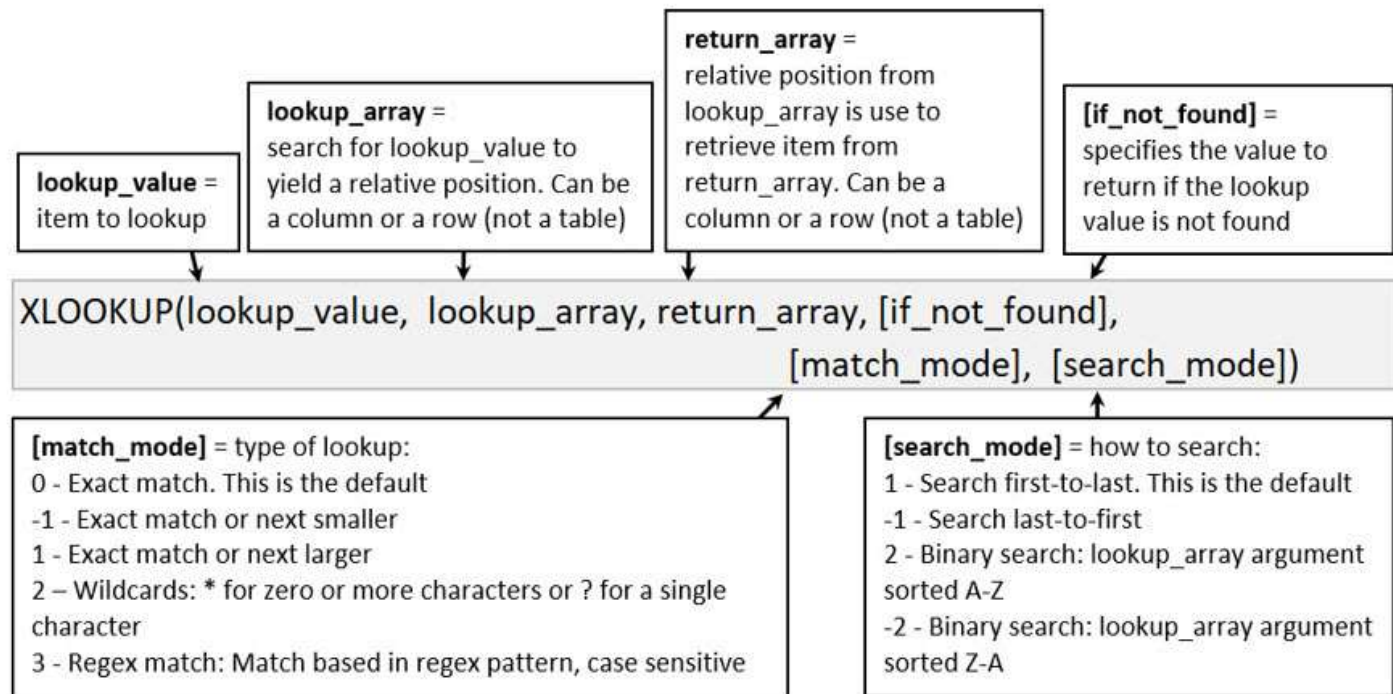 lookup_value =
item to lookup
lookup_array =
search for lookup_value to
yield a relative position. Can be
a column or a row (not a table)
return_array =
relative position from
lookup_array is use to
retrieve item from
return_array. Can be a
column or a row (not a table)
[if_not_found] =
specifies the value to
return if the lookup
value is not found
XLOOKUP(lookup_value, lookup_array, return_array, [if_not_found],
[match_mode], [search_mode])
[match_mode] = type of lookup:
0 - Exact match. This is the default
-1 - Exact match or next smaller
1 - Exact match or next larger
2 – Wildcards: * for zero or more characters or ? for a single
character
3 - Regex match: Match based in regex pattern, case sensitive
[search_mode] = how to search:
1 - Search first-to-last. This is the default
-1 - Search last-to-first
2 - Binary search: lookup_array argument
sorted A-Z
-2 - Binary search: lookup_array argument
sorted Z-A